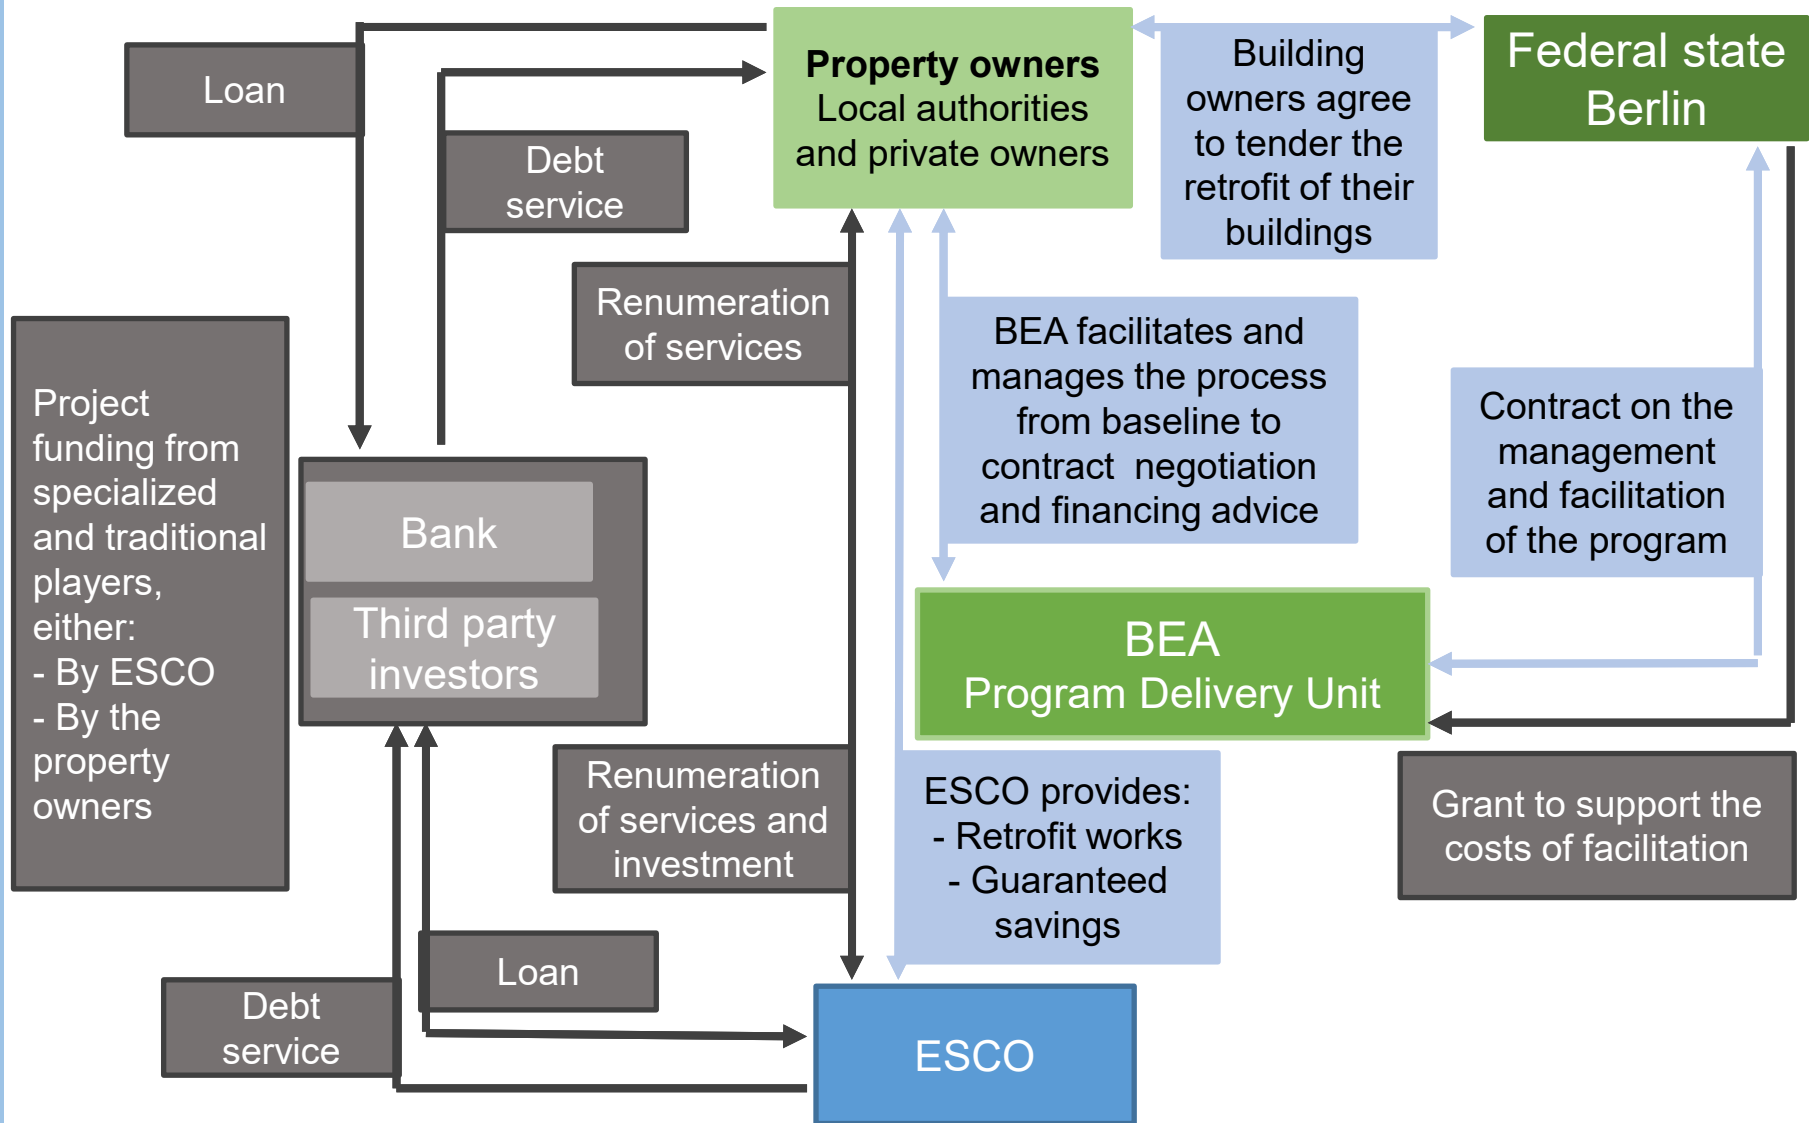 Loan
Property owners
Local authorities
and private owners
Building
owners agree
to tender the
retrofit of their
buildings
Federal state
Berlin
Debt
service
Renumeration
of services
BEA facilitates and
manages the process
from baseline to
contract negotiation
and financing advice
Contract on the
management
and facilitation
of the program
Project
funding from
specialized
and traditional
players,
either:
- By ESCO
- By the
property
owners
Bank
Third party
investors
BEA
Program Delivery Unit
Renumeration
of services and
investment
ESCO provides:
- Retrofit works
- Guaranteed
savings
Grant to support the
costs of facilitation
Loan
Debt
service
ESCO